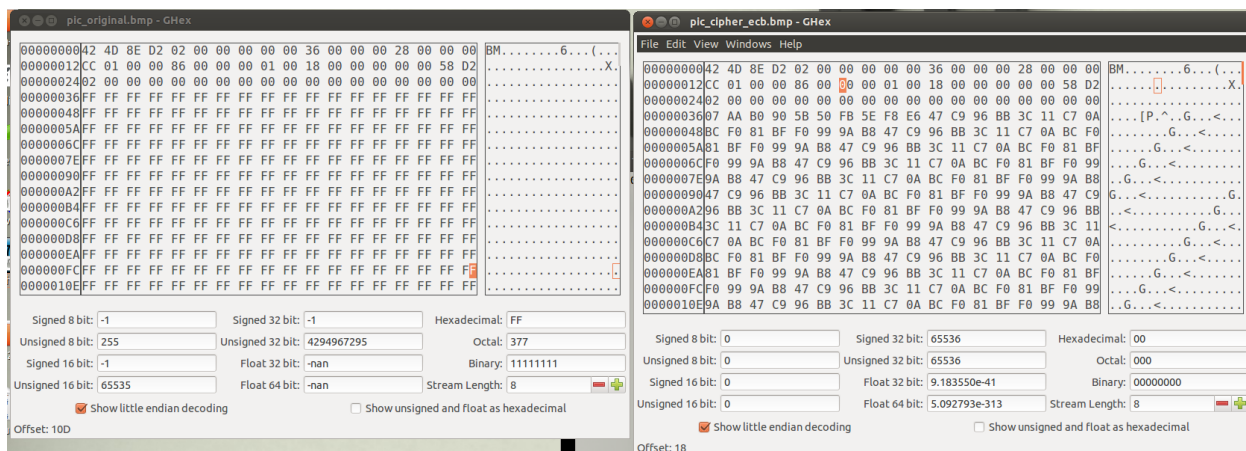 pic_original.bmp - GHex
00000000 42 4D 8E D2 02 00 00 00 00 00 36 00 00 00 28 00 00 00 BM........6...(...
00000012 CC 01 00 00 86 00 00 00 01 00 18 00 00 00 00 00 58 D2 ................X.
00000024 02 00 00 00 00 00 00 00 00 00 00 00 00 00 00 00 00 00 ..................
00000036 FF FF FF FF FF FF FF FF FF FF FF FF FF FF FF FF FF FF ..................
00000048 FF FF FF FF FF FF FF FF FF FF FF FF FF FF FF FF FF FF ..................
0000005A FF FF FF FF FF FF FF FF FF FF FF FF FF FF FF FF FF FF ..................
0000006C FF FF FF FF FF FF FF FF FF FF FF FF FF FF FF FF FF FF ..................
0000007E FF FF FF FF FF FF FF FF FF FF FF FF FF FF FF FF FF FF ..................
00000090 FF FF FF FF FF FF FF FF FF FF FF FF FF FF FF FF FF FF ..................
000000A2 FF FF FF FF FF FF FF FF FF FF FF FF FF FF FF FF FF FF ..................
000000B4 FF FF FF FF FF FF FF FF FF FF FF FF FF FF FF FF FF FF ..................
000000C6 FF FF FF FF FF FF FF FF FF FF FF FF FF FF FF FF FF FF ..................
000000D8 FF FF FF FF FF FF FF FF FF FF FF FF FF FF FF FF FF FF ..................
000000EA FF FF FF FF FF FF FF FF FF FF FF FF FF FF FF FF FF FF ..................
000000FC FF FF FF FF FF FF FF FF FF FF FF FF FF FF FF FF FF FF ..................
0000010E FF FF FF FF FF FF FF FF FF FF FF FF FF FF FF FF FF FF ..................
Signed 8 bit: -1 Signed 32 bit: -1 Hexadecimal: FF
Unsigned 8 bit: 255 Unsigned 32 bit: 4294967295 Octal: 377
Signed 16 bit: -1 Float 32 bit: -nan Binary: 11111111
Unsigned 16 bit: 65535 Float 64 bit: -nan Stream Length: 8
Show little endian decoding Show unsigned and float as hexadecimal
Offset: 10D
pic_cipher_ecb.bmp - GHex
File Edit View Windows Help
00000000 42 4D 8E D2 02 00 00 00 00 00 36 00 00 00 28 00 00 00 BM........6...(...
00000012 CC 01 00 00 86 00 00 00 01 00 18 00 00 00 00 00 58 D2 ................X.
00000024 02 00 00 00 00 00 00 00 00 00 00 00 00 00 00 00 00 00 ..................
00000036 07 AA B0 90 5B 50 FB 5E F8 E6 47 C9 96 BB 3C 11 C7 0A ....[P.^..G...<...
00000048 BC F0 81 BF F0 99 9A B8 47 C9 96 BB 3C 11 C7 0A BC F0 ........G...<.....
0000005A 81 BF F0 99 9A B8 47 C9 96 BB 3C 11 C7 0A BC F0 81 BF ......G...<.......
0000006C F0 99 9A B8 47 C9 96 BB 3C 11 C7 0A BC F0 81 BF F0 99 ....G...<.........
0000007E 9A B8 47 C9 96 BB 3C 11 C7 0A BC F0 81 BF F0 99 9A B8 ..G...<...........
00000090 47 C9 96 BB 3C 11 C7 0A BC F0 81 BF F0 99 9A B8 47 C9 G...<...........G.
000000A2 96 BB 3C 11 C7 0A BC F0 81 BF F0 99 9A B8 47 C9 96 BB ..<...........G...
000000B4 3C 11 C7 0A BC F0 81 BF F0 99 9A B8 47 C9 96 BB 3C 11 <...........G...<.
000000C6 C7 0A BC F0 81 BF F0 99 9A B8 47 C9 96 BB 3C 11 C7 0A ..........G...<...
000000D8 BC F0 81 BF F0 99 9A B8 47 C9 96 BB 3C 11 C7 0A BC F0 ........G...<.....
000000EA 81 BF F0 99 9A B8 47 C9 96 BB 3C 11 C7 0A BC F0 81 BF ......G...<.......
000000FC F0 99 9A B8 47 C9 96 BB 3C 11 C7 0A BC F0 81 BF F0 99 ....G...<.........
0000010E 9A B8 47 C9 96 BB 3C 11 C7 0A BC F0 81 BF F0 99 9A B8 ..G...<...........
Signed 8 bit: 0 Signed 32 bit: 65536 Hexadecimal: 00
Unsigned 8 bit: 0 Unsigned 32 bit: 65536 Octal: 000
Signed 16 bit: 0 Float 32 bit: 9.183550e-41 Binary: 00000000
Unsigned 16 bit: 0 Float 64 bit: 5.092793e-313 Stream Length: 8
Show little endian decoding Show unsigned and float as hexadecimal
Offset: 18